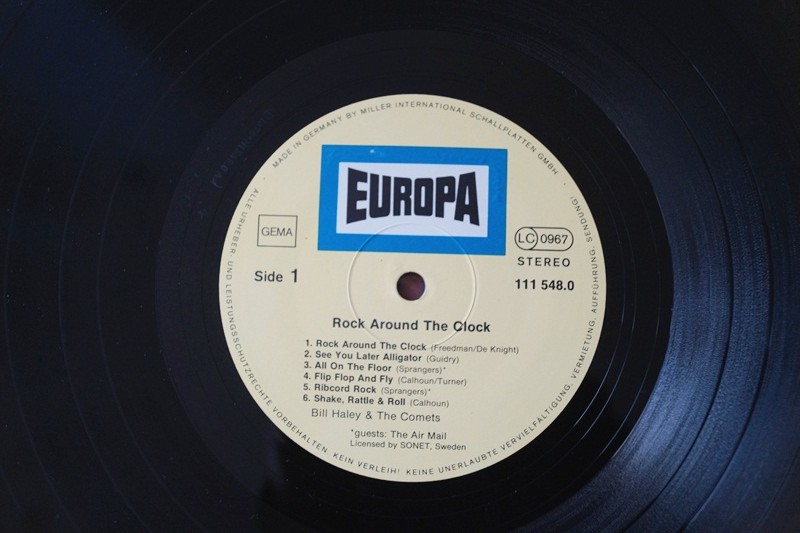 MADE IN GERMANY BY MILLER INTERNATIONAL SCHALLPLATTEN GMBH
EUROPA
GEMA
LC 0967
STEREO
Side 1
111 548.0
Rock Around The Clock
1. Rock Around The Clock (Freedman/De Knight)
2. See You Later Alligator (Guidry)
3. All On The Floor (Sprangers)*
4. Flip Flop And Fly (Calhoun/Turner)
5. Ribcord Rock (Sprangers)*
6. Shake, Rattle & Roll (Calhoun)
Bill Haley & The Comets
*guests: The Air Mail
Licensed by SONET, Sweden
ALLE URHEBER- UND LEISTUNGSSCHUTZRECHTE VORBEHALTEN. KEIN VERLEIH! KEINE UNERLAUBTE VERVIELFÄLTIGUNG, VERMIETUNG, AUFFÜHRUNG, SENDUNG!